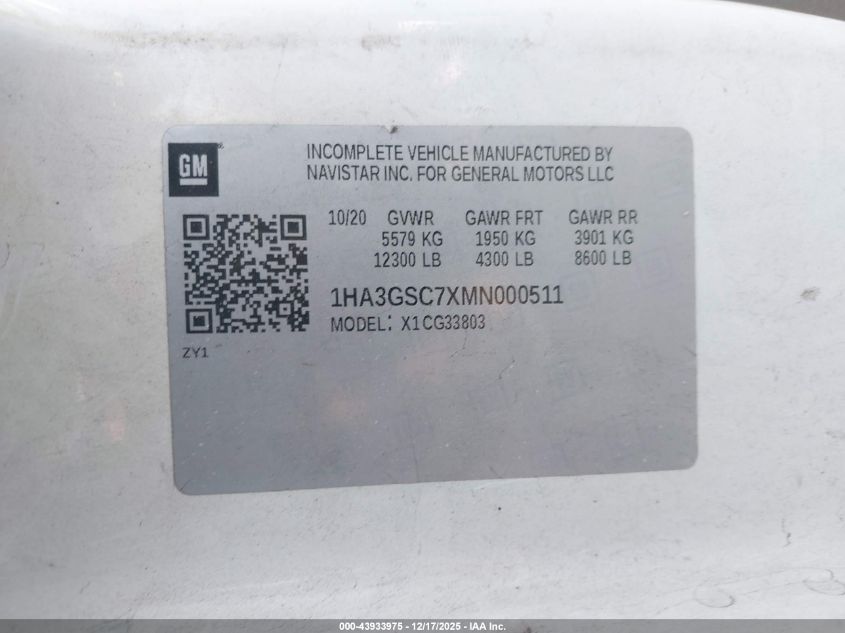 GM
INCOMPLETE VEHICLE MANUFACTURED BY
NAVISTAR INC. FOR GENERAL MOTORS LLC
10/20 GVWR GAWR FRT GAWR RR
5579 KG 1950 KG 3901 KG
12300 LB 4300 LB 8600 LB
1HA3GSC7XMN000511
MODEL: X1CG33803
ZY1
000-43933975 - 12/17/2025 - IAA Inc.